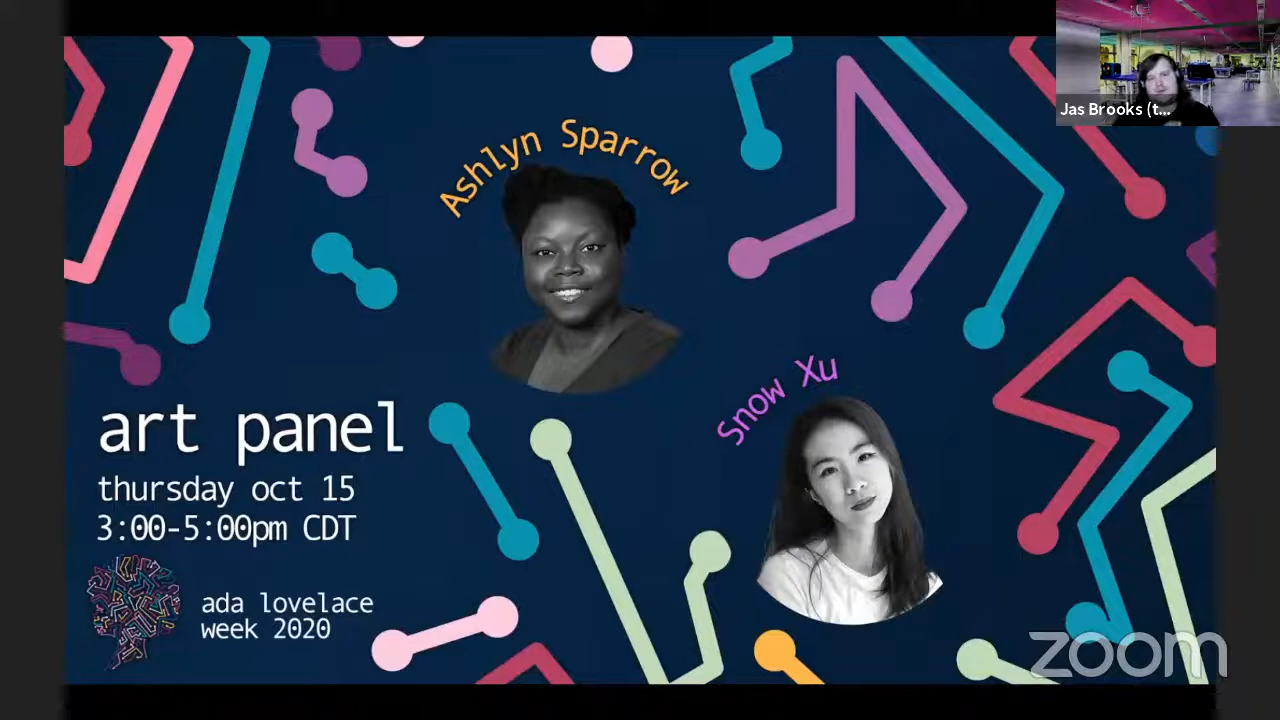 Jas Brooks (t...
Ashlyn Sparrow
Snow Xu
art panel
thursday oct 15
3:00-5:00pm CDT
ada lovelace
week 2020
zoom